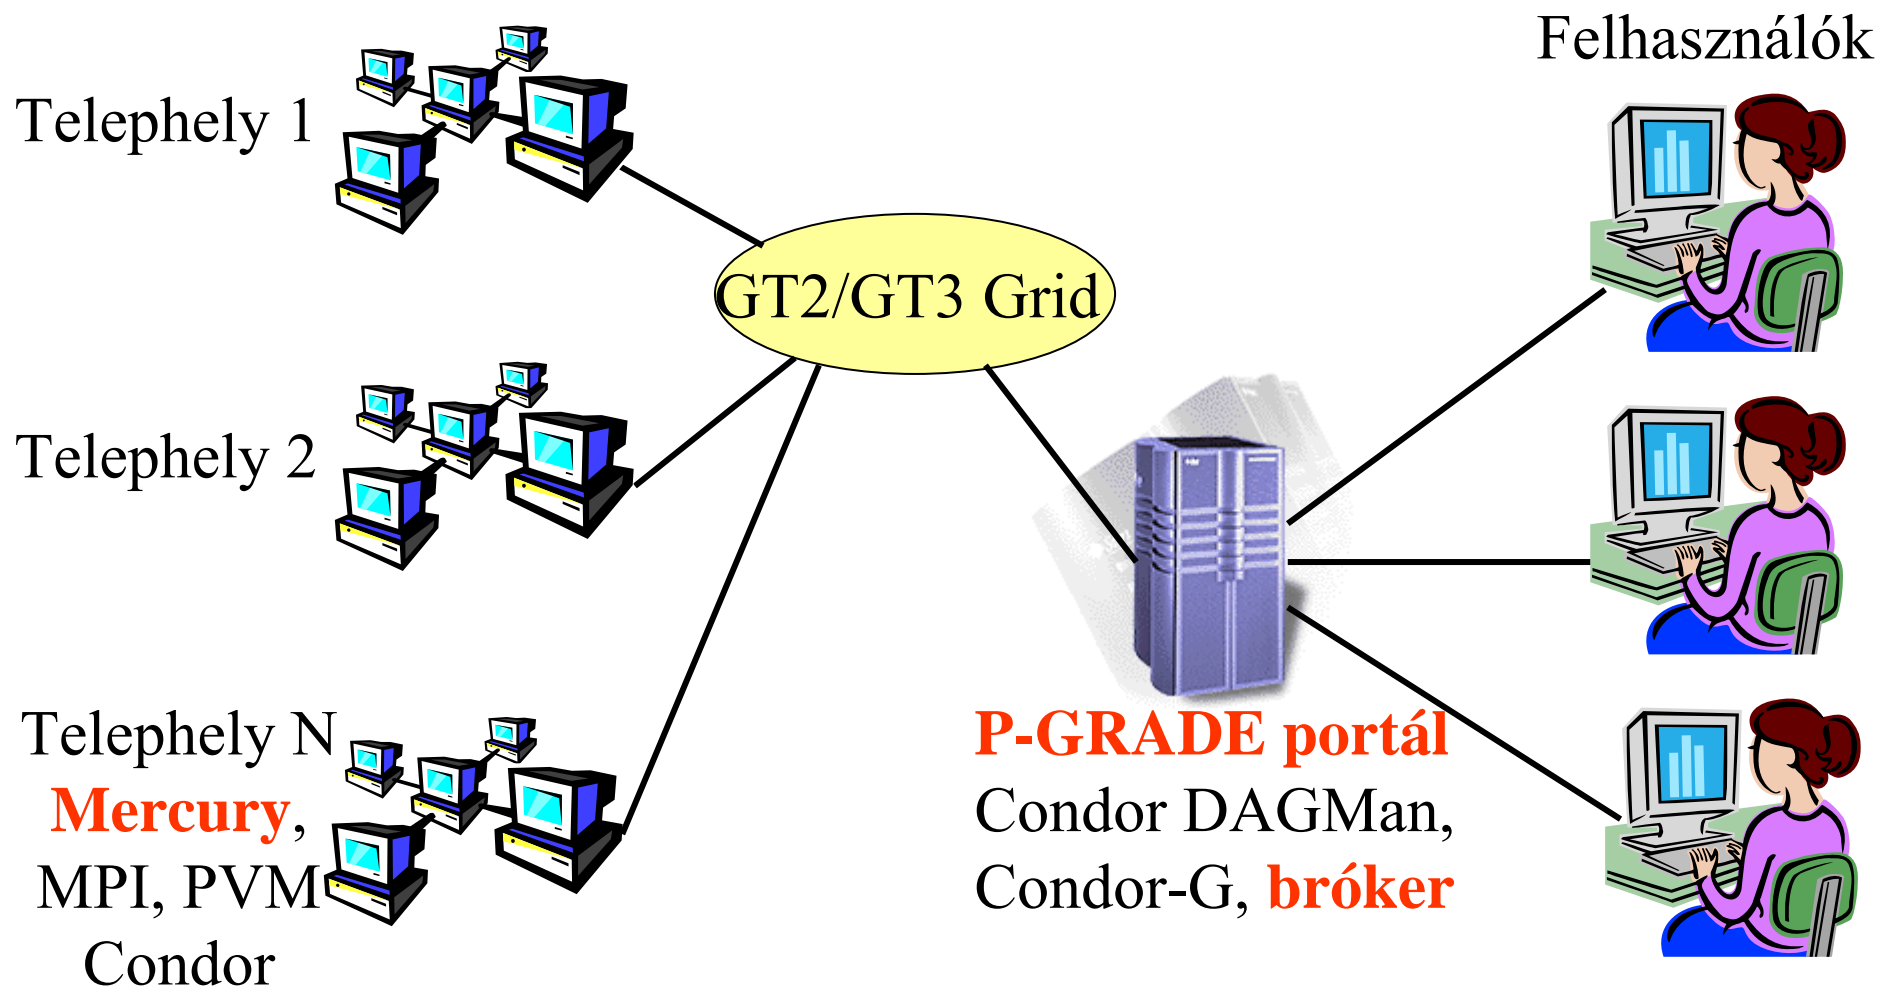 Felhasználók
Telephely 1
GT2/GT3 Grid
Telephely 2
Telephely N
Mercury,
MPI, PVM
Condor
P-GRADE portál
Condor DAGMan,
Condor-G, bróker